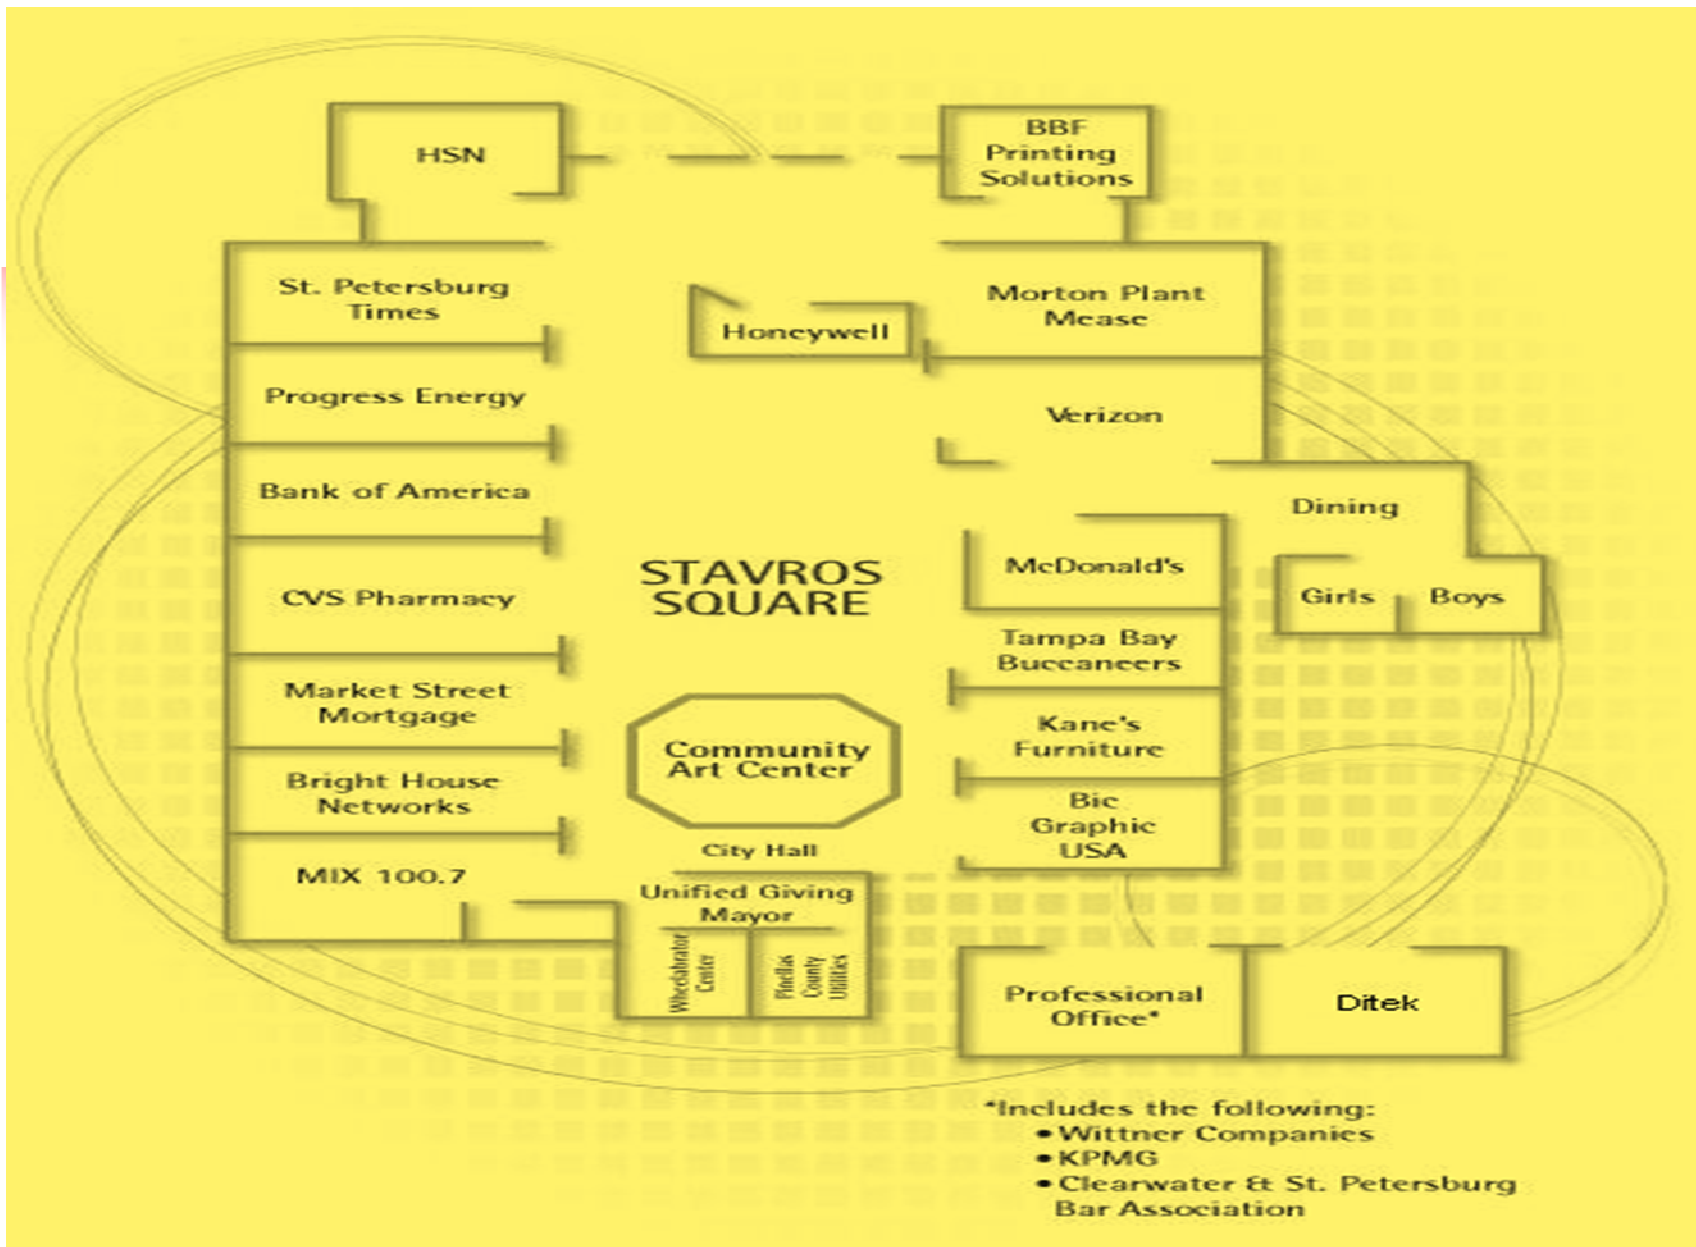 HSN
BBF
Printing
Solutions
St. Petersburg
Times
Honeywell
Morton Plant
Mease
Progress Energy
Verizon
Bank of America
Dining
STAVROS
SQUARE
McDonald's
Girls
Boys
CVS Pharmacy
Tampa Bay
Buccaneers
Market Street
Mortgage
Community
Art Center
Kane's
Furniture
Bright House
Networks
Bic
Graphic
USA
City Hall
MIX 100.7
Unified Giving
Mayor
Wheelabrator
Center
Pinellas
County
Utilities
Professional
Office*
Ditek
*Includes the following:
•Wittner Companies
•KPMG
•Clearwater & St. Petersburg
Bar Association